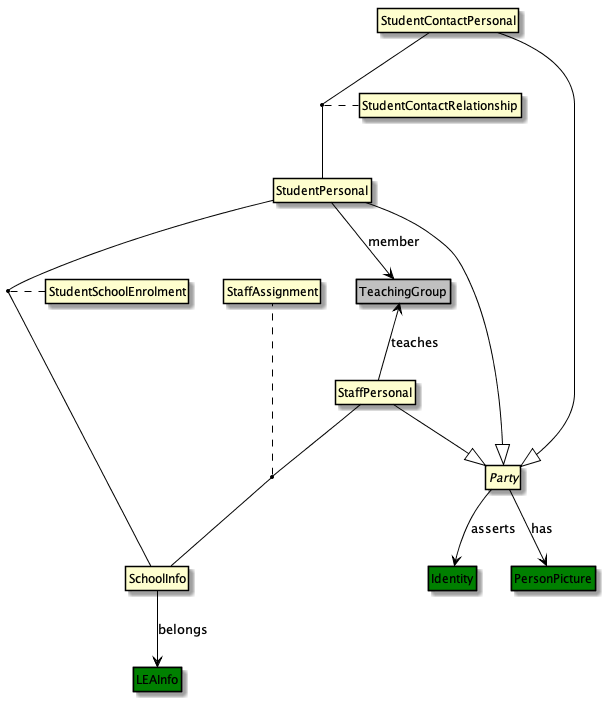 StudentContactPersonal
StudentContactRelationship
StudentPersonal
member
StudentSchoolEnrolment
StaffAssignment
TeachingGroup
teaches
StaffPersonal
Party
asserts
has
SchoolInfo
Identity
PersonPicture
belongs
LEAInfo